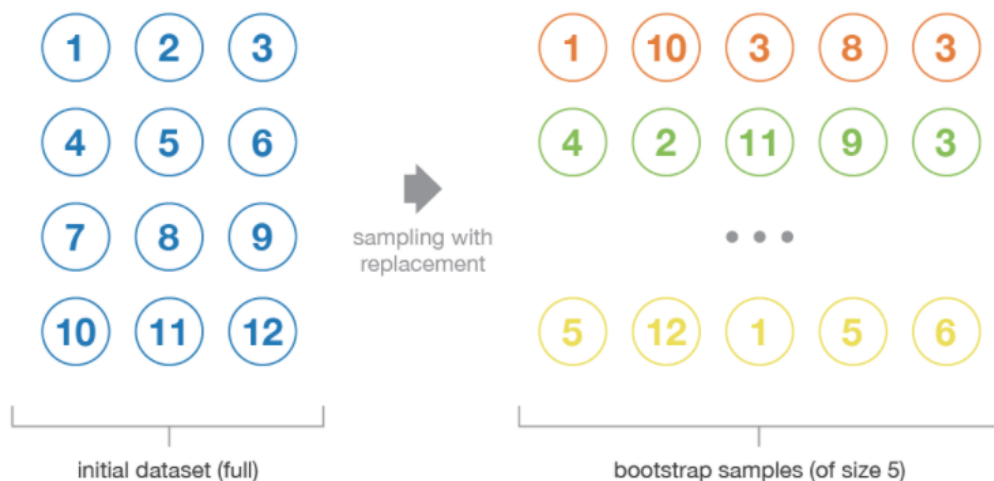 1 2 3
1 10 3 8 3
4 5 6
4 2 11 9 3
7 8 9
sampling with
replacement
10 11 12
5 12 1 5 6
initial dataset (full)
bootstrap samples (of size 5)